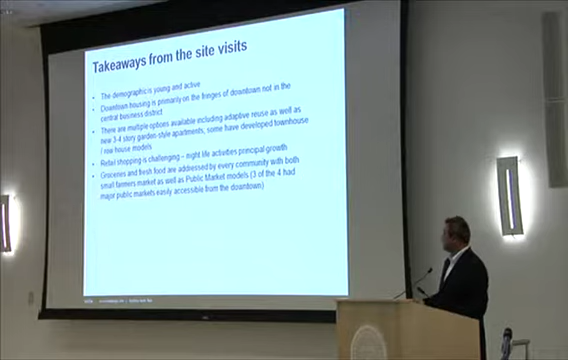 Takeaways from the site visits
• The demographic is young and active
• Downtown housing is primarily on the fringes of downtown not in the
central business district
• There are multiple options available including adaptive reuse as well as
new 3-4 story garden-style apartments, some have developed townhouse
/ row house models
• Retail shopping is challenging – night life activities principal growth
• Groceries and fresh food are addressed by every community with both
small farmers market as well as Public Market models (3 of the 4 had
major public markets easily accessible from the downtown)